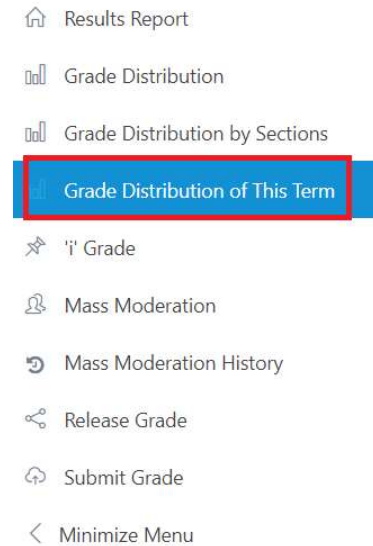 Results Report
Grade Distribution
Grade Distribution by Sections
Grade Distribution of This Term
'i' Grade
Mass Moderation
Mass Moderation History
Release Grade
Submit Grade
Minimize Menu